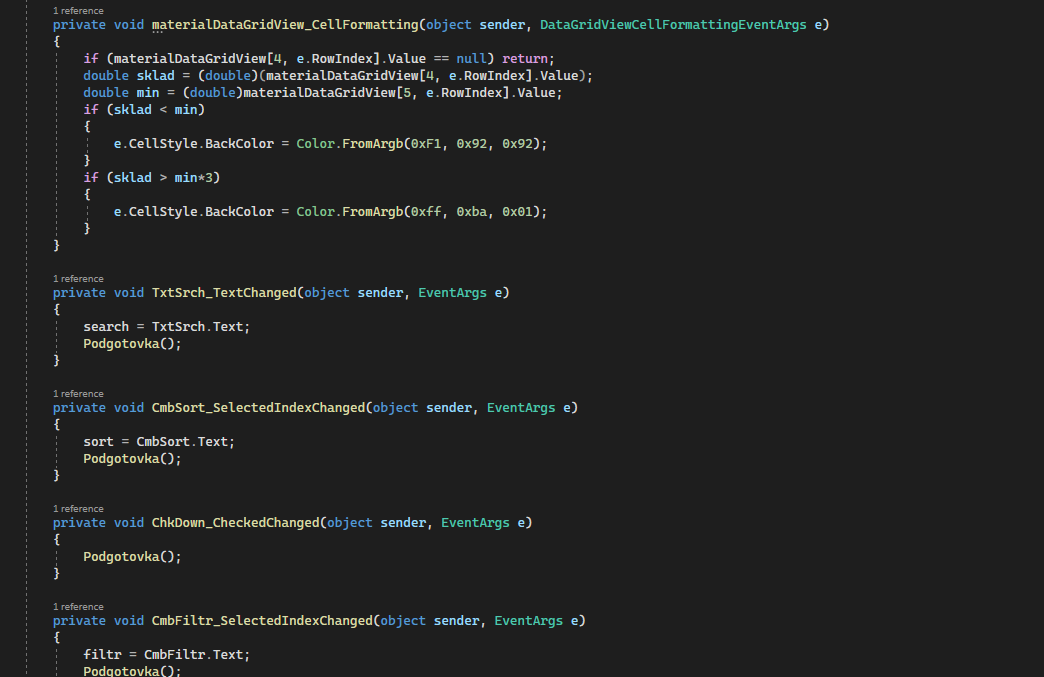 1 reference
private void materialDataGridView_CellFormatting(object sender, DataGridViewCellFormattingEventArgs e)
{
if (materialDataGridView[4, e.RowIndex].Value == null) return;
double sklad = (double)(materialDataGridView[4, e.RowIndex].Value);
double min = (double)materialDataGridView[5, e.RowIndex].Value;
if (sklad < min)
{
e.CellStyle.BackColor = Color.FromArgb(0xF1, 0x92, 0x92);
}
if (sklad > min*3)
{
e.CellStyle.BackColor = Color.FromArgb(0xff, 0xba, 0x01);
}
}
1 reference
private void TxtSrch_TextChanged(object sender, EventArgs e)
{
search = TxtSrch.Text;
Podgotovka();
}
1 reference
private void CmbSort_SelectedIndexChanged(object sender, EventArgs e)
{
sort = CmbSort.Text;
Podgotovka();
}
1 reference
private void ChkDown_CheckedChanged(object sender, EventArgs e)
{
Podgotovka();
}
1 reference
private void CmbFiltr_SelectedIndexChanged(object sender, EventArgs e)
{
filtr = CmbFiltr.Text;
Podgotovka();